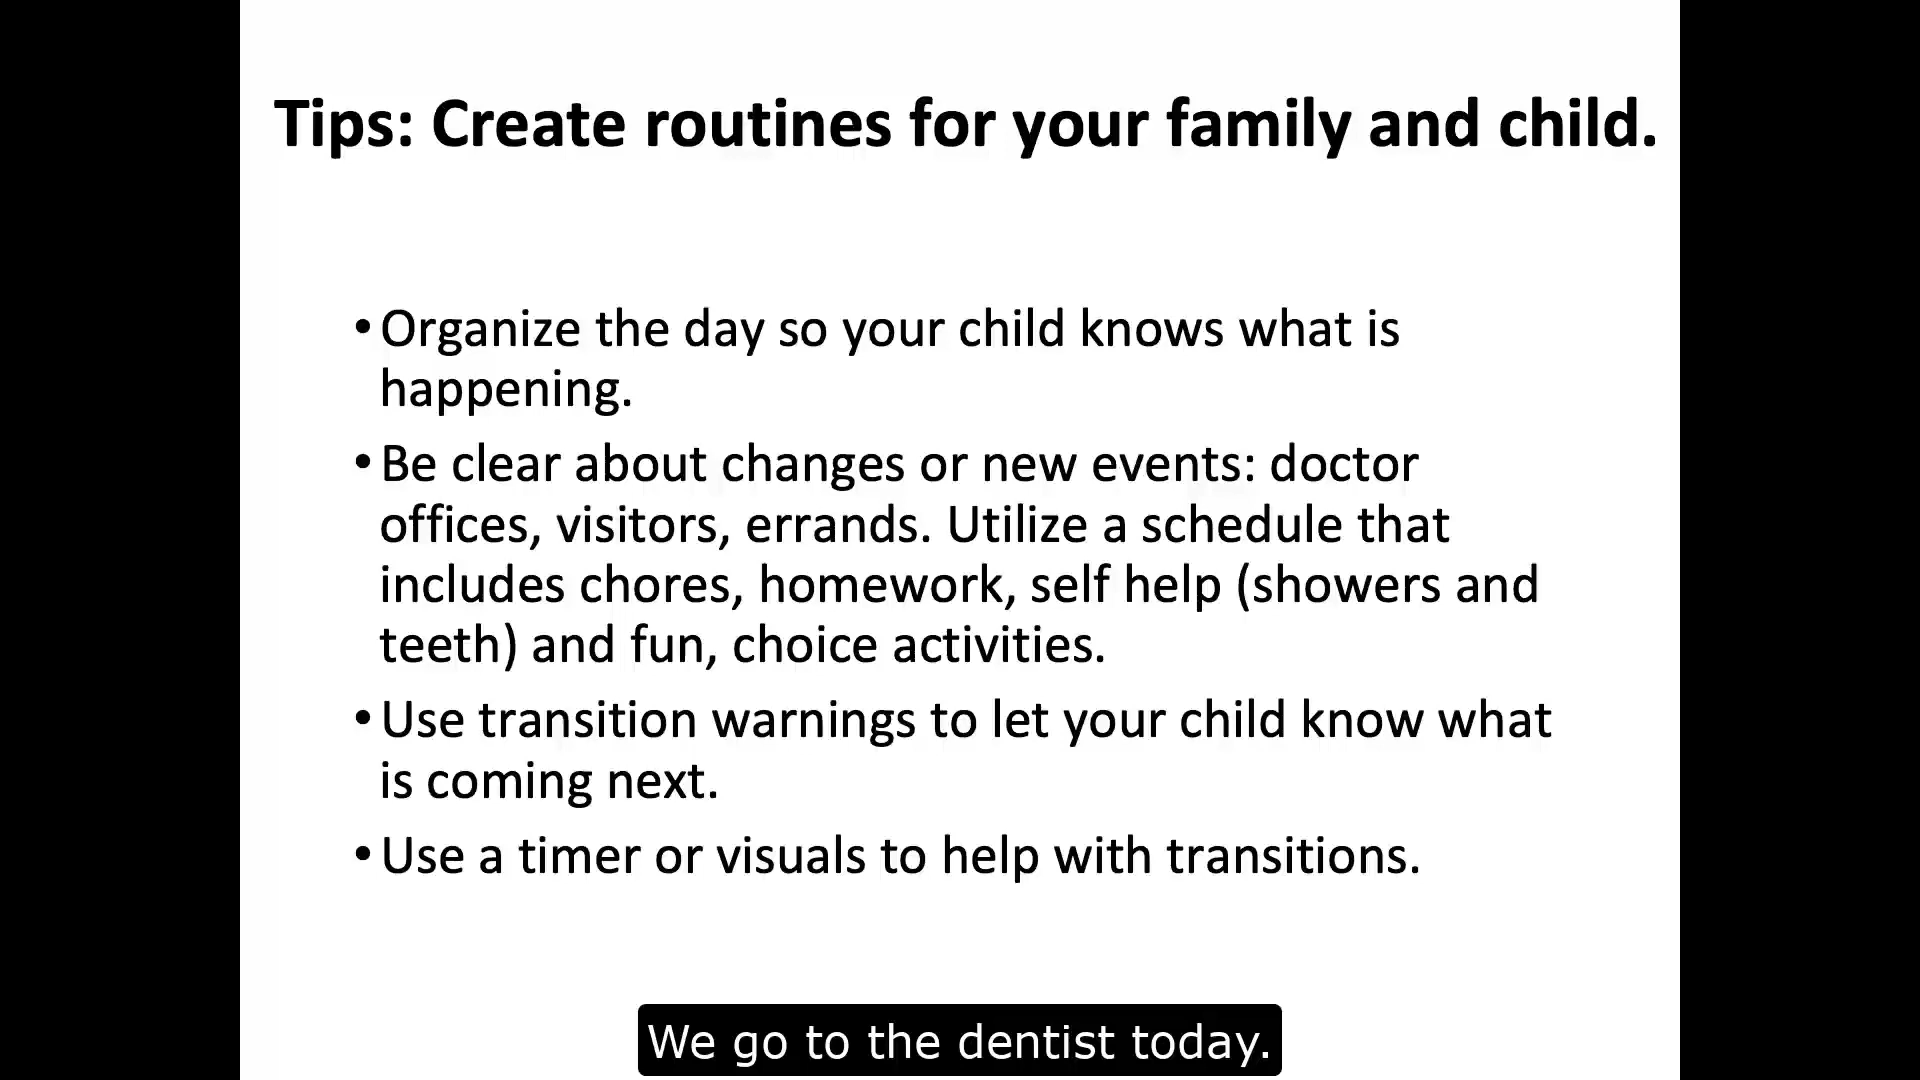 Tips: Create routines for your family and child.
•Organize the day so your child knows what is
happening.
•Be clear about changes or new events: doctor
offices, visitors, errands. Utilize a schedule that
includes chores, homework, self help (showers and
teeth) and fun, choice activities.
•Use transition warnings to let your child know what
is coming next.
•Use a timer or visuals to help with transitions.
We go to the dentist today.